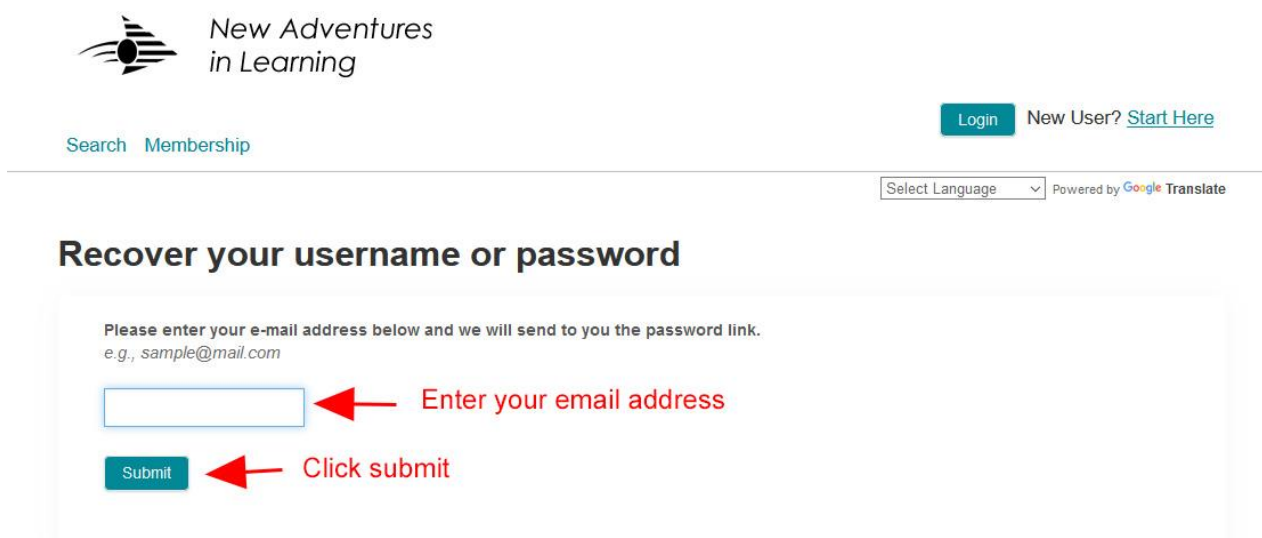 New Adventures
in Learning
Login New User? Start Here
Search Membership
Select Language Powered by Google Translate
Recover your username or password
Please enter your e-mail address below and we will send to you the password link.
e.g., sample@mail.com
Enter your email address
Submit Click submit